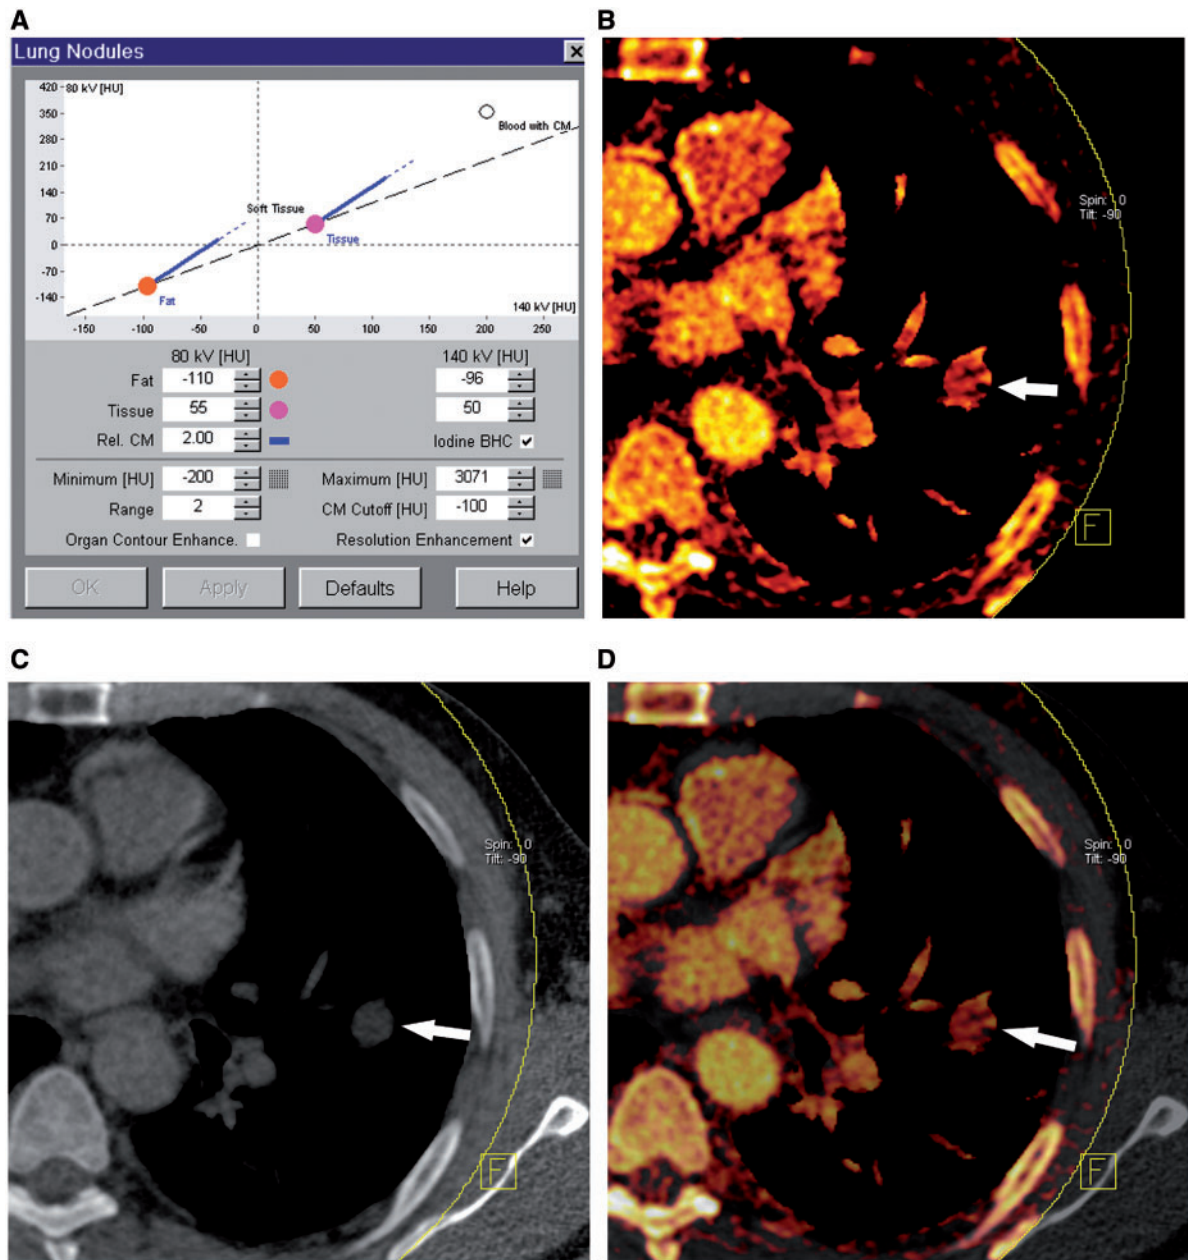 A
Lung Nodules
420
80 kV [HU]
350
280
210
140
70
0
-70
-140
Blood with CM
Soft Tissue
Tissue
Fat
140 kV [HU]
-150 -100 -50 0 50 100 150 200 250
80 kV [HU] 140 kV [HU]
Fat -110 -96
Tissue 55 50
Rel. CM 2.00 Iodine BHC
Minimum [HU] -200 Maximum [HU] 3071
Range 2 CM Cutoff [HU] -100
Organ Contour Enhance. Resolution Enhancement
OK Apply Defaults Help
B
Spin: 0
Tilt: -90
F
C
Spin: 0
Tilt: -90
F
D
Spin: 0
Tilt: -90
F